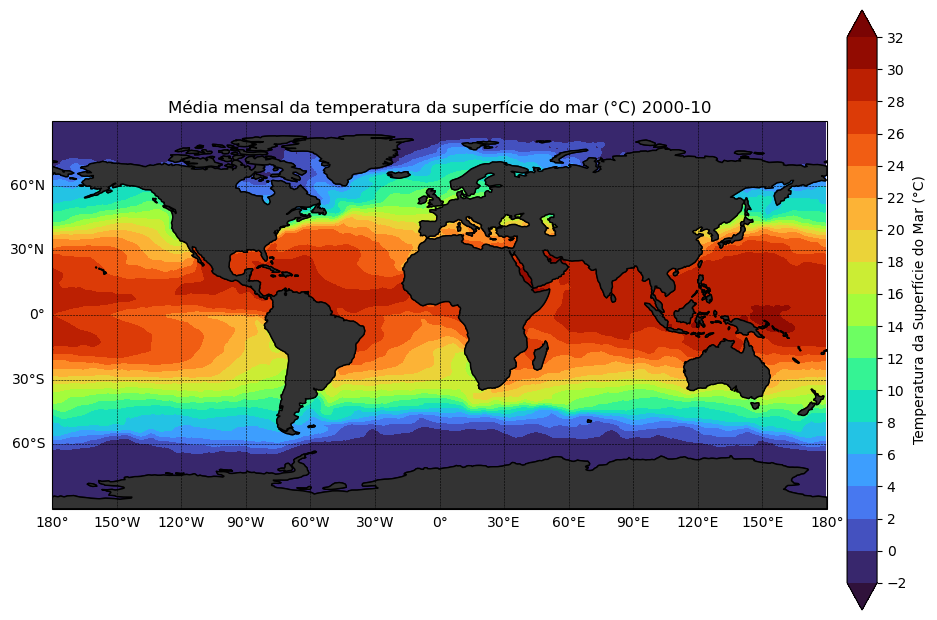 Média mensal da temperatura da superfície do mar (°C) 2000-10
60°N
30°N
0°
30°S
60°S
180° 150°W 120°W 90°W 60°W 30°W 0° 30°E 60°E 90°E 120°E 150°E 180°
32
30
28
26
24
22
20
18
16
14
12
10
8
6
4
2
0
−2
Temperatura da Superfície do Mar (°C)